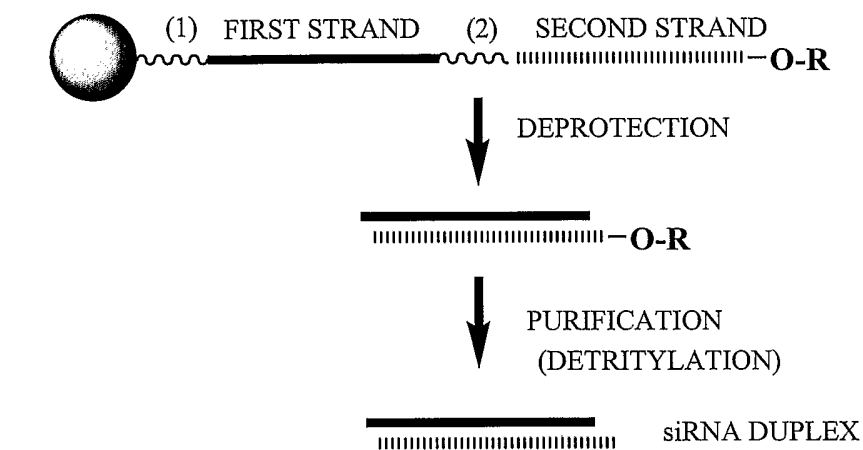 (1) FIRST STRAND (2) SECOND STRAND
O-R
DEPROTECTION
O-R
PURIFICATION
(DETRITYLATION)
siRNA DUPLEX